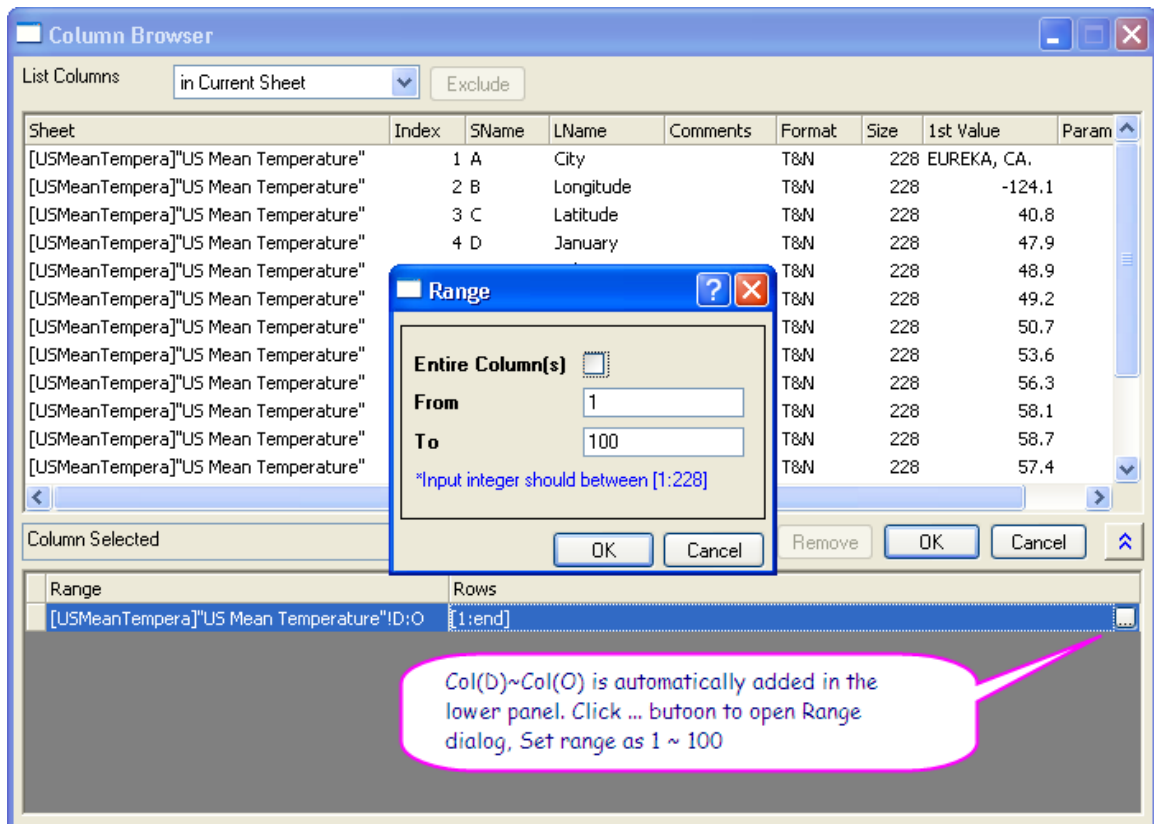 Column Browser
List Columns in Current Sheet Exclude
Sheet Index SName LName Comments Format Size 1st Value Param
[USMeanTempera]"US Mean Temperature" 1 A City T&N 228 EUREKA, CA.
[USMeanTempera]"US Mean Temperature" 2 B Longitude T&N 228 -124.1
[USMeanTempera]"US Mean Temperature" 3 C Latitude T&N 228 40.8
[USMeanTempera]"US Mean Temperature" 4 D January T&N 228 47.9
[USMeanTempera]"US Mean Temperature" T&N 228 48.9
[USMeanTempera]"US Mean Temperature" T&N 228 49.2
[USMeanTempera]"US Mean Temperature" T&N 228 50.7
[USMeanTempera]"US Mean Temperature" T&N 228 53.6
[USMeanTempera]"US Mean Temperature" T&N 228 56.3
[USMeanTempera]"US Mean Temperature" T&N 228 58.1
[USMeanTempera]"US Mean Temperature" T&N 228 58.7
[USMeanTempera]"US Mean Temperature" T&N 228 57.4
Range
Entire Column(s)
From 1
To 100
*Input integer should between [1:228]
OK Cancel
Column Selected Remove OK Cancel
Range Rows
[USMeanTempera]"US Mean Temperature"!D:O [1:end] ...
Col(D)~Col(O) is automatically added in the
lower panel. Click ... butoon to open Range
dialog, Set range as 1 ~ 100